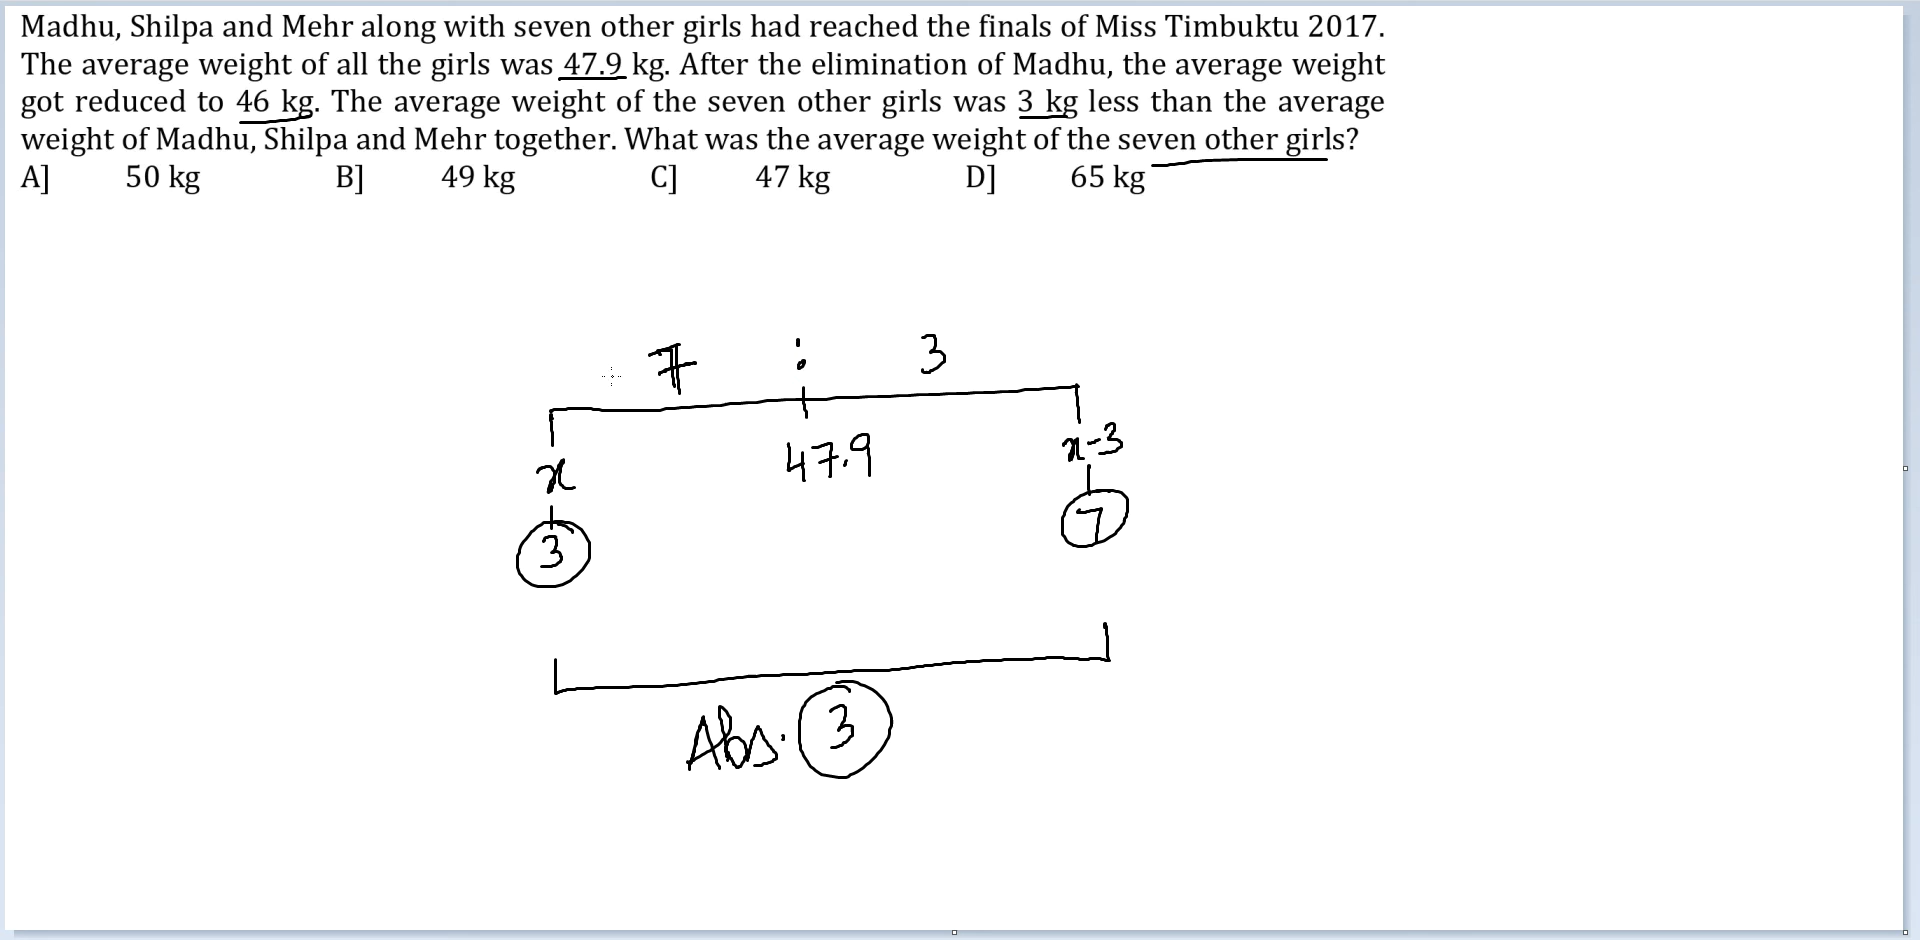 Madhu, Shilpa and Mehr along with seven other girls had reached the finals of Miss Timbuktu 2017.
The average weight of all the girls was 47.9 kg. After the elimination of Madhu, the average weight
got reduced to 46 kg. The average weight of the seven other girls was 3 kg less than the average
weight of Madhu, Shilpa and Mehr together. What was the average weight of the seven other girls?
A] 50 kg B] 49 kg C] 47 kg D] 65 kg
7 : 3
x 47.9 x-3
3 7
Abs. 3